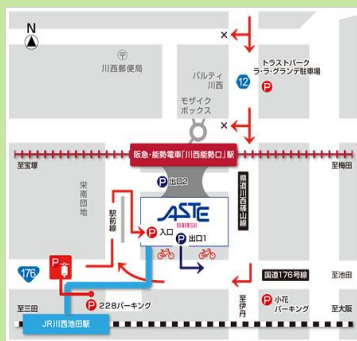 N
川西郵便局
パルティ
川西
12
トラストパーク
ラ・ラ・グランデ駐車場
P
モザイク
ボックス
阪急・能勢電車「川西能勢口」駅
至宝塚
至梅田
P 出口2
栄南団地
駅前線
県道川西篠山線
ASTE
KAWANISHI
P 入口
P 出口1
P
176
国道176号線
至池田
至三田
P
228パーキング
至伊丹
P
小花
パーキング
至大阪
JR川西池田駅